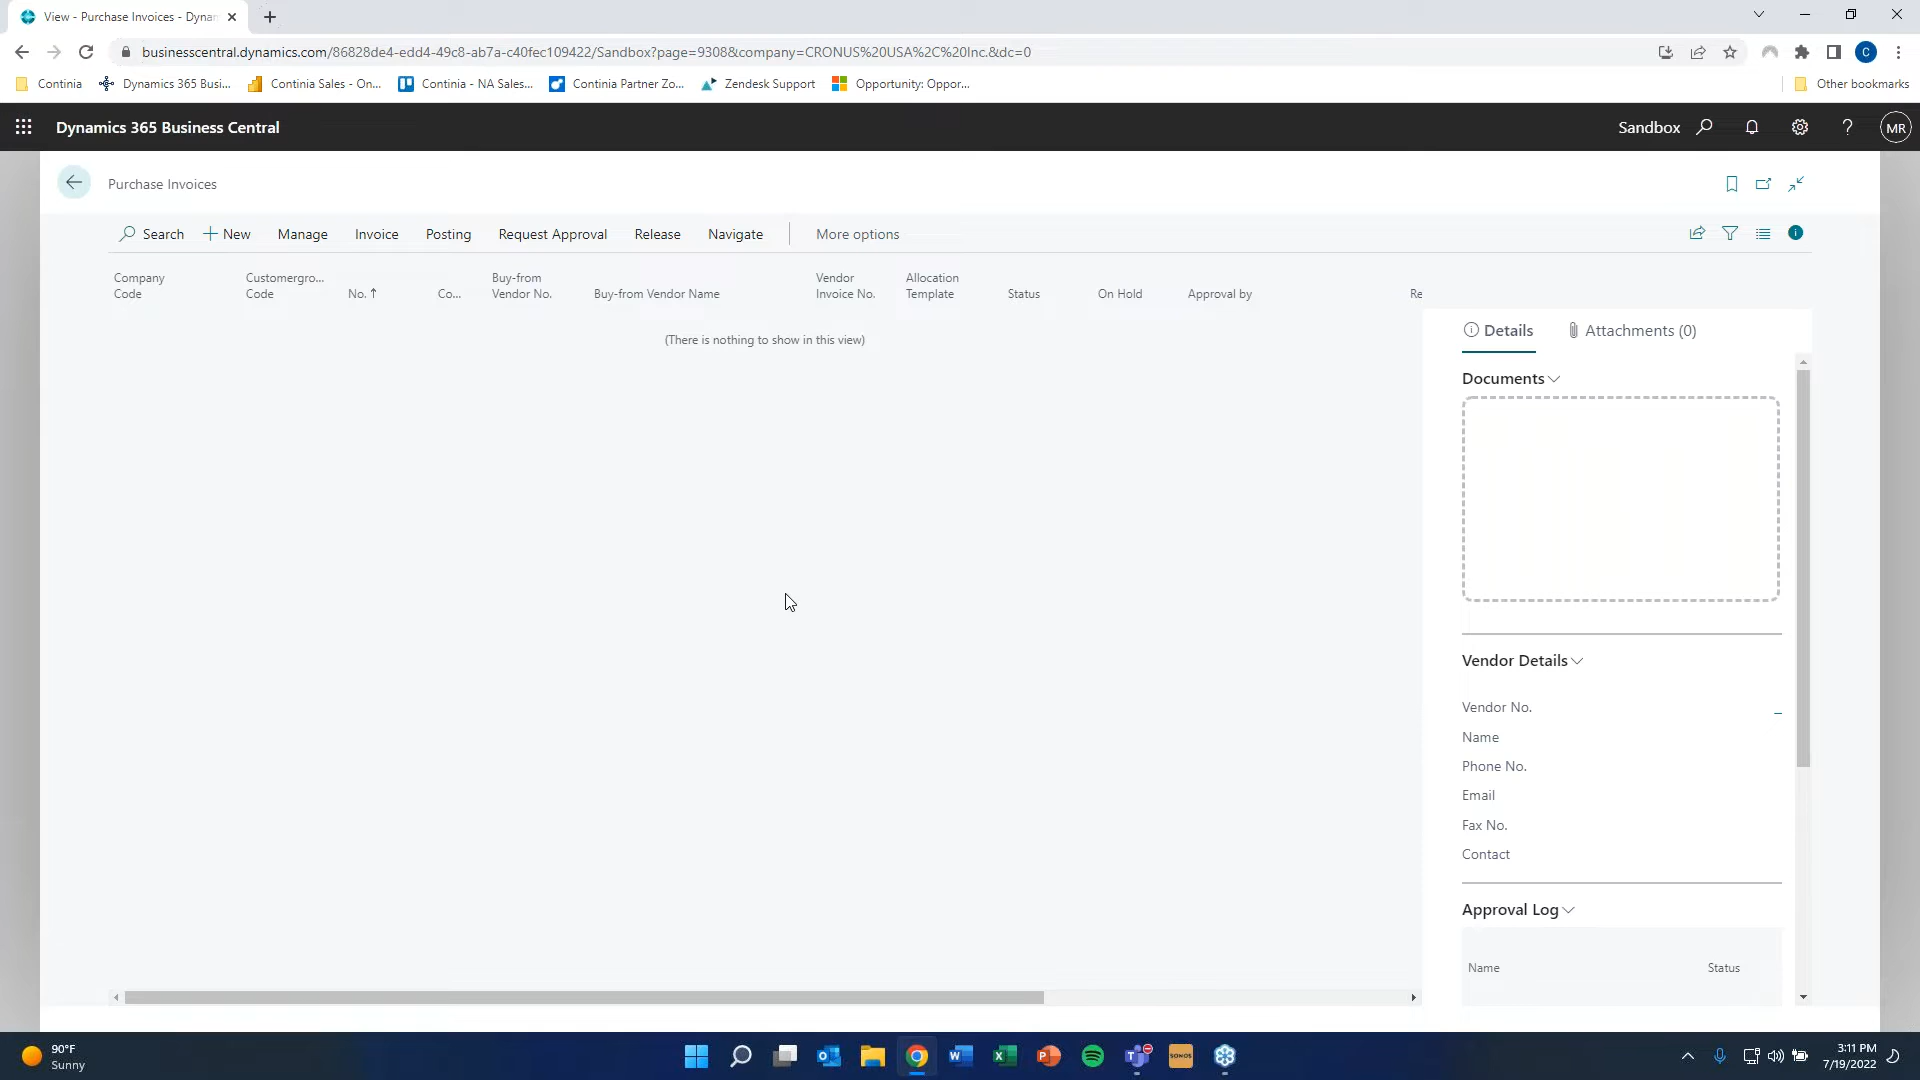 View - Purchase Invoices - Dynam
businesscentral.dynamics.com/86828de4-edd4-49c8-ab7a-c40fec109422/Sandbox?page=9308&company=CRONUS%20USA%2C%20Inc.&dc=0
C
Continia
Dynamics 365 Busi...
Continia Sales - On...
Continia - NA Sales...
Continia Partner Zo...
Zendesk Support
Opportunity: Oppor...
Other bookmarks
Dynamics 365 Business Central
Sandbox
MR
Purchase Invoices
Search
New
Manage
Invoice
Posting
Request Approval
Release
Navigate
More options
Company
Code
Customergro...
Code
No. ↑
Co...
Buy-from
Vendor No.
Buy-from Vendor Name
Vendor
Invoice No.
Allocation
Template
Status
On Hold
Approval by
Re
(There is nothing to show in this view)
Details
Attachments (0)
Documents
Vendor Details
Vendor No.
_
Name
Phone No.
Email
Fax No.
Contact
Approval Log
Name
Status
90°F
Sunny
SONOS
3:11 PM
7/19/2022